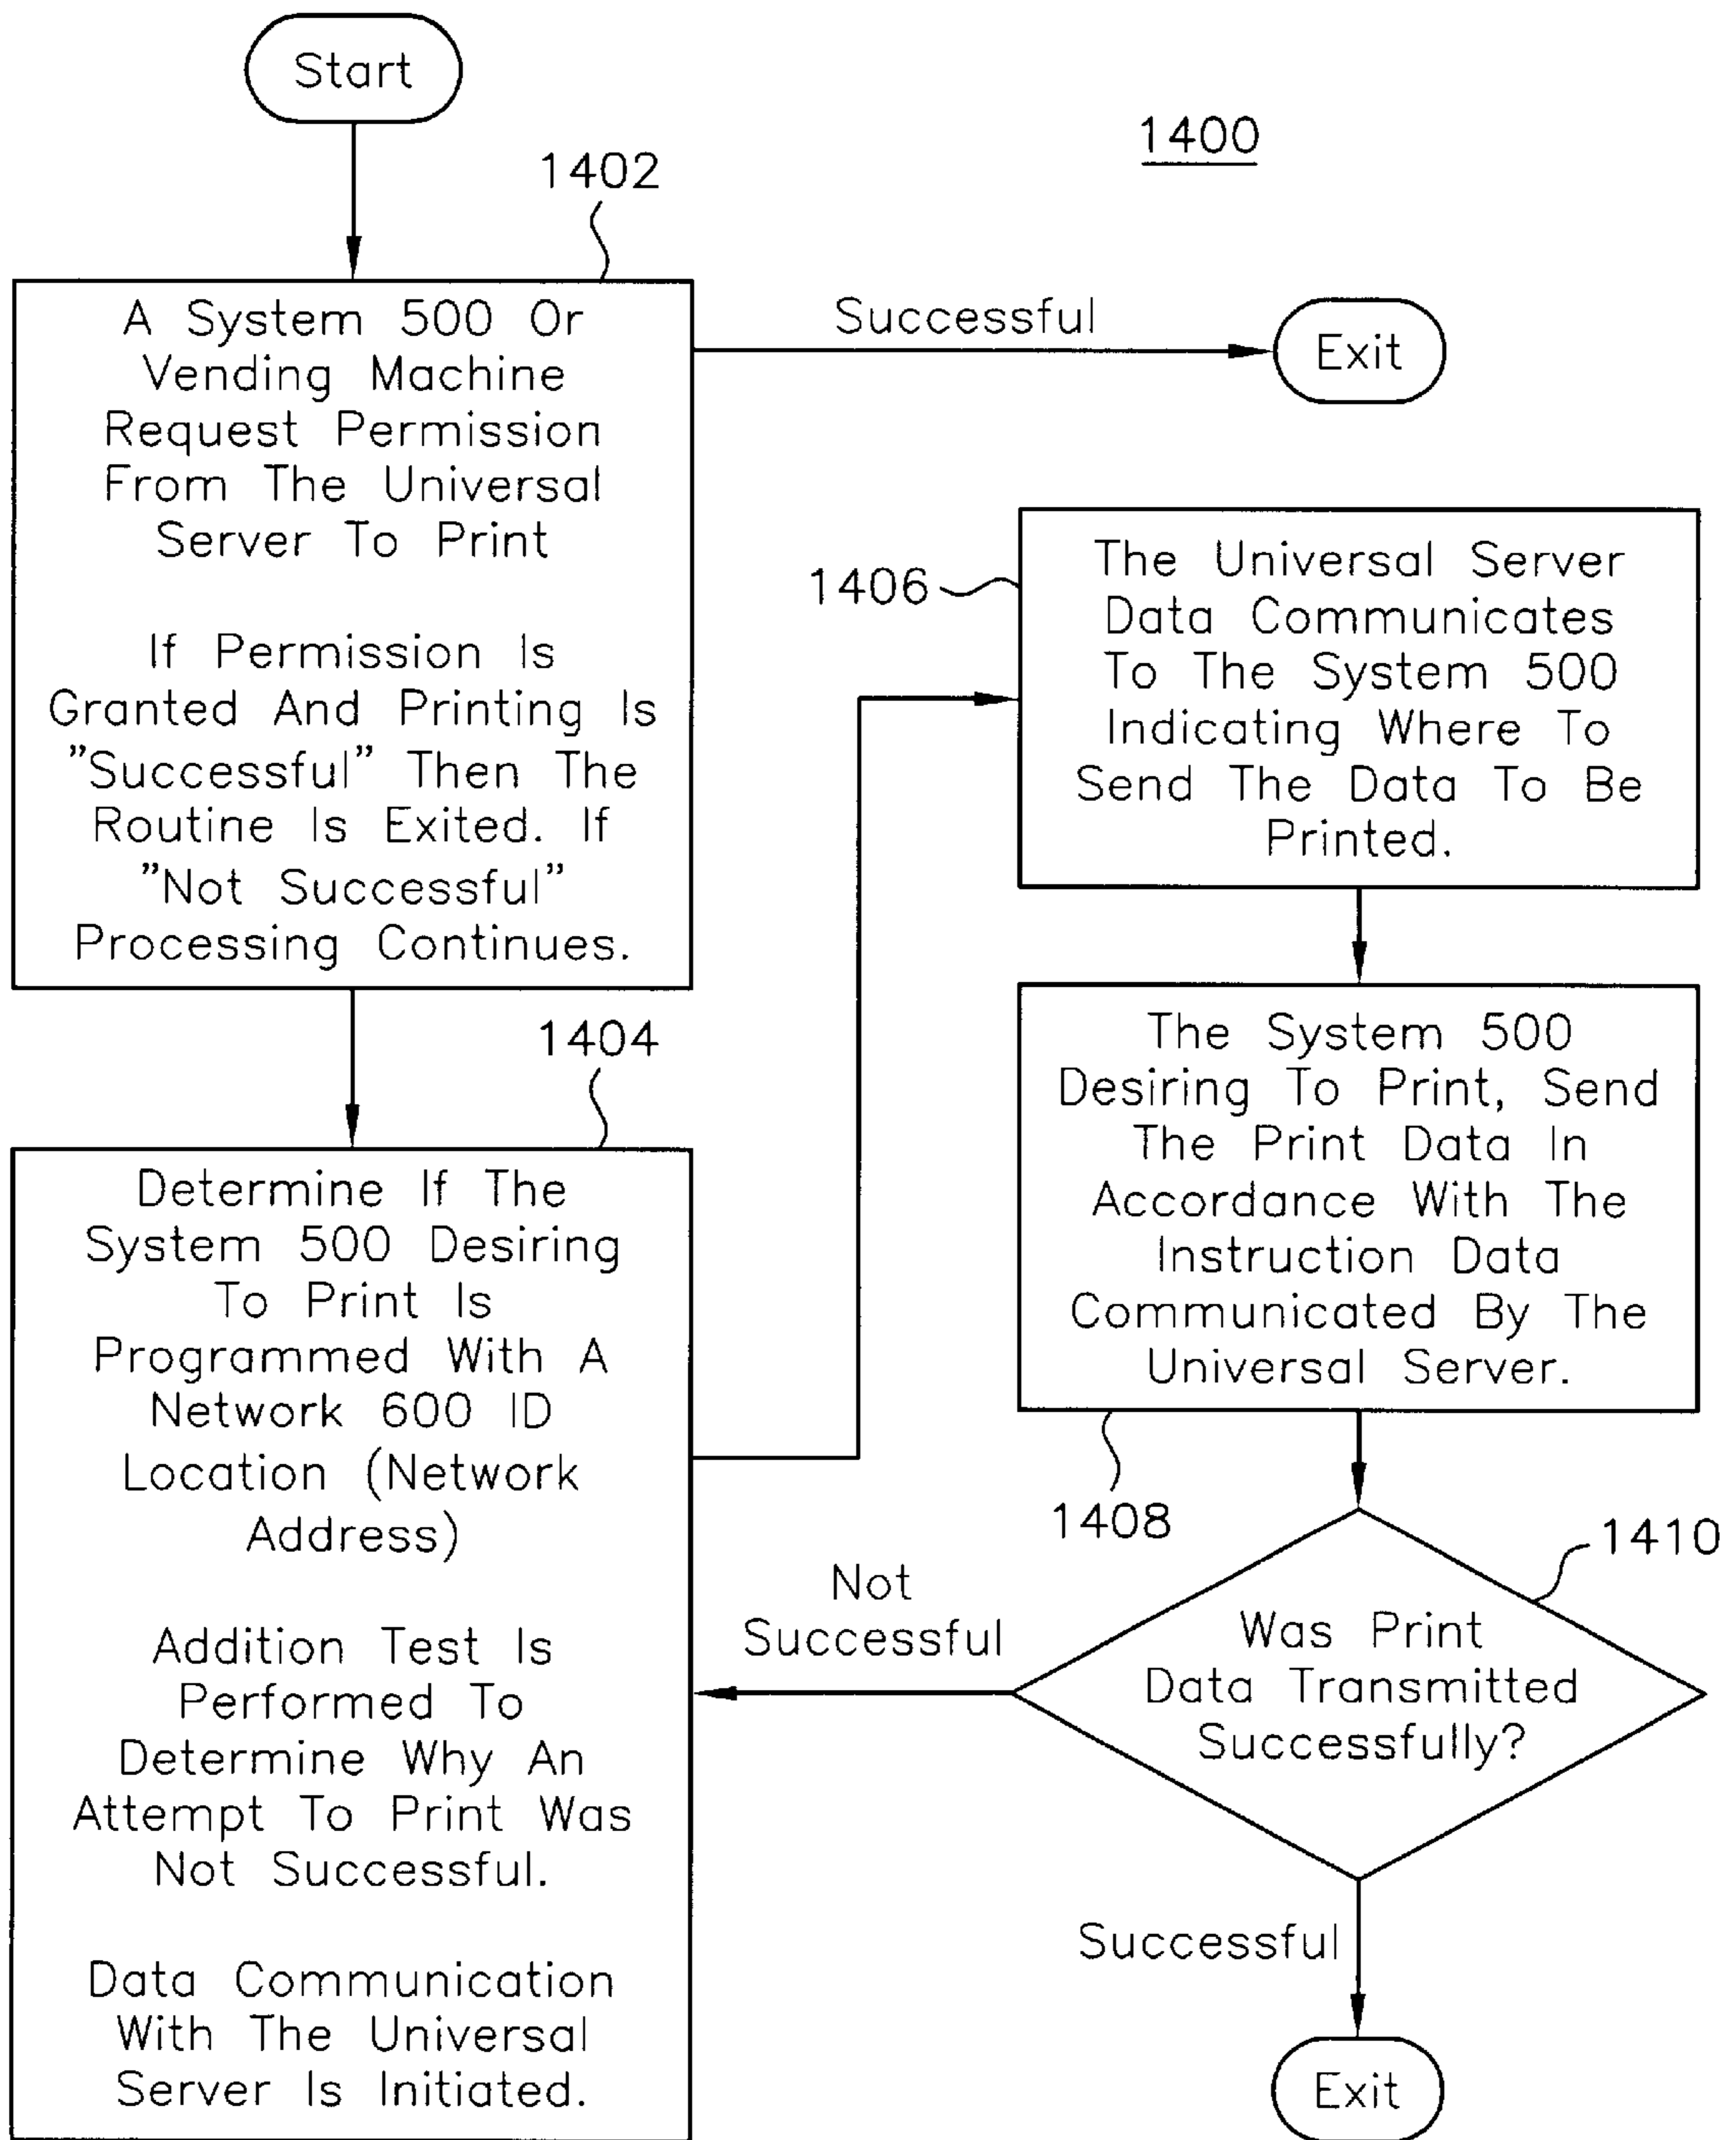 Start
1400
1402
A System 500 Or
Vending Machine
Request Permission
From The Universal
Server To Print
If Permission Is
Granted And Printing Is
"Successful" Then The
Routine Is Exited. If
"Not Successful"
Processing Continues.
Successful
Exit
1404
Determine If The
System 500 Desiring
To Print Is
Programmed With A
Network 600 ID
Location (Network
Address)
Addition Test Is
Performed To
Determine Why An
Attempt To Print Was
Not Successful.
Data Communication
With The Universal
Server Is Initiated.
1406
The Universal Server
Data Communicates
To The System 500
Indicating Where To
Send The Data To Be
Printed.
The System 500
Desiring To Print, Send
The Print Data In
Accordance With The
Instruction Data
Communicated By The
Universal Server.
1408
1410
Was Print
Data Transmitted
Successfully?
Not
Successful
Successful
Exit